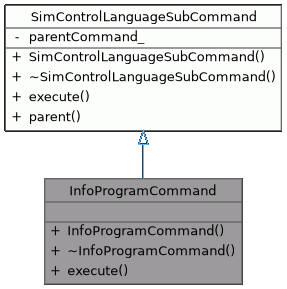 SimControlLanguageSubCommand
- parentCommand_
+ SimControlLanguageSubCommand()
+ ~SimControlLanguageSubCommand()
+ execute()
+ parent()
InfoProgramCommand
+ InfoProgramCommand()
+ ~InfoProgramCommand()
+ execute()